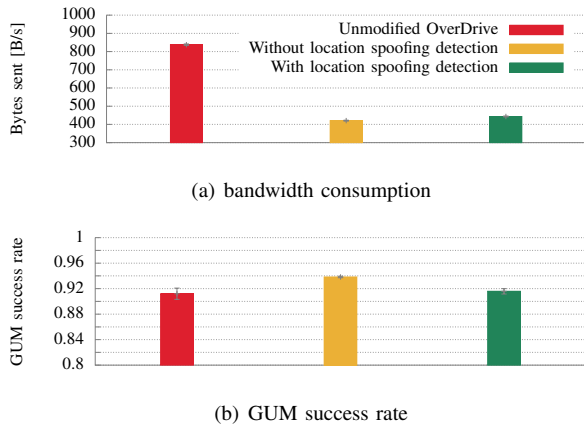 Bytes sent [B/s]
1000
900
800
700
600
500
400
300
Unmodified OverDrive
Without location spoofing detection
With location spoofing detection
(a) bandwidth consumption
GUM success rate
1
0.96
0.92
0.88
0.84
0.8
(b) GUM success rate